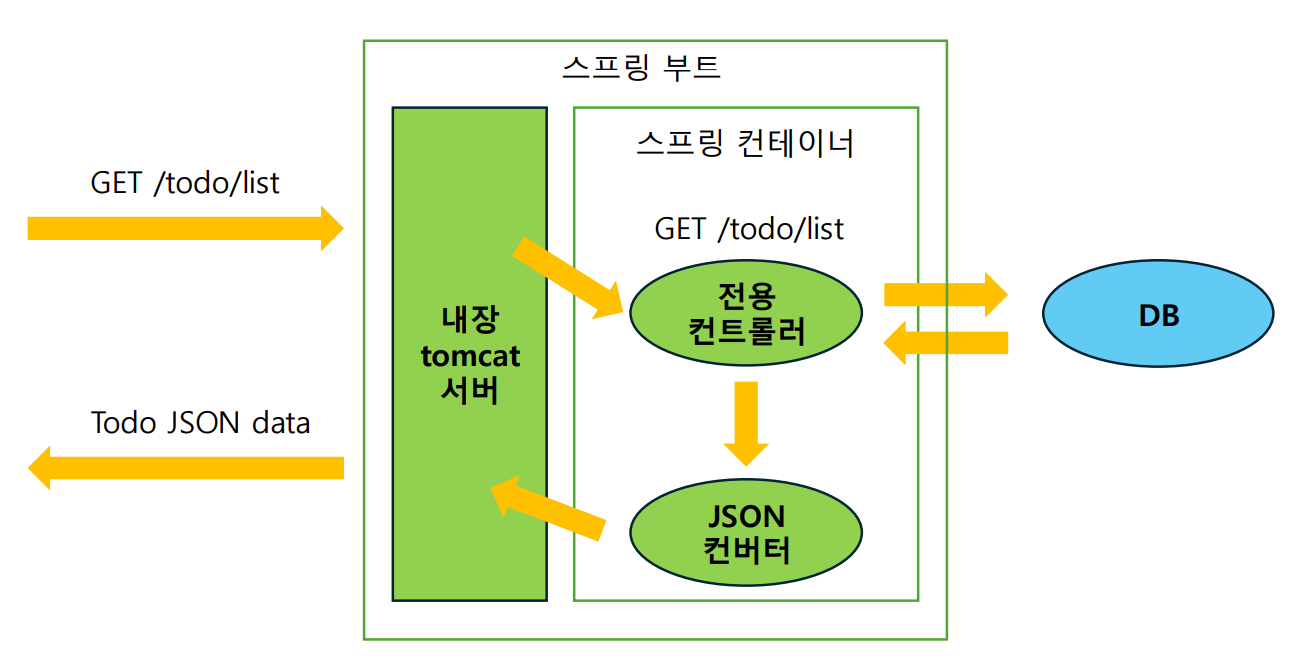 스프링 부트
스프링 컨테이너
GET /todo/list
GET /todo/list
전용
컨트롤러
DB
내장
tomcat
서버
Todo JSON data
JSON
컨버터